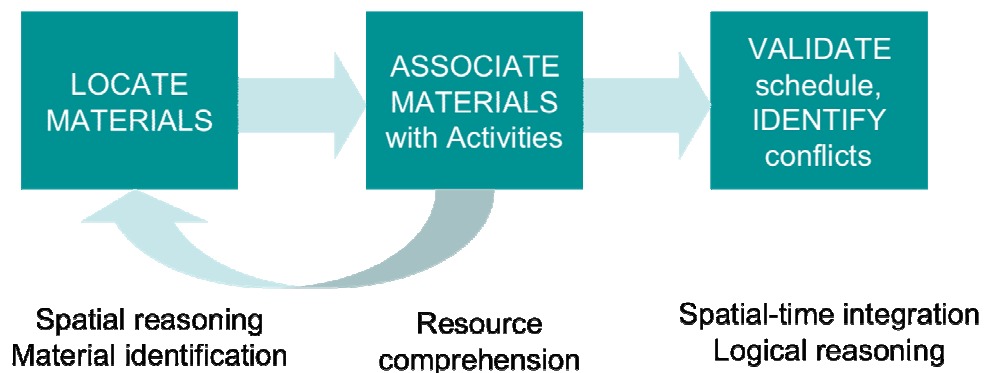 LOCATE
MATERIALS
ASSOCIATE
MATERIALS
with Activities
VALIDATE
schedule,
IDENTIFY
conflicts
Spatial reasoning
Material identification
Resource
comprehension
Spatial-time integration
Logical reasoning